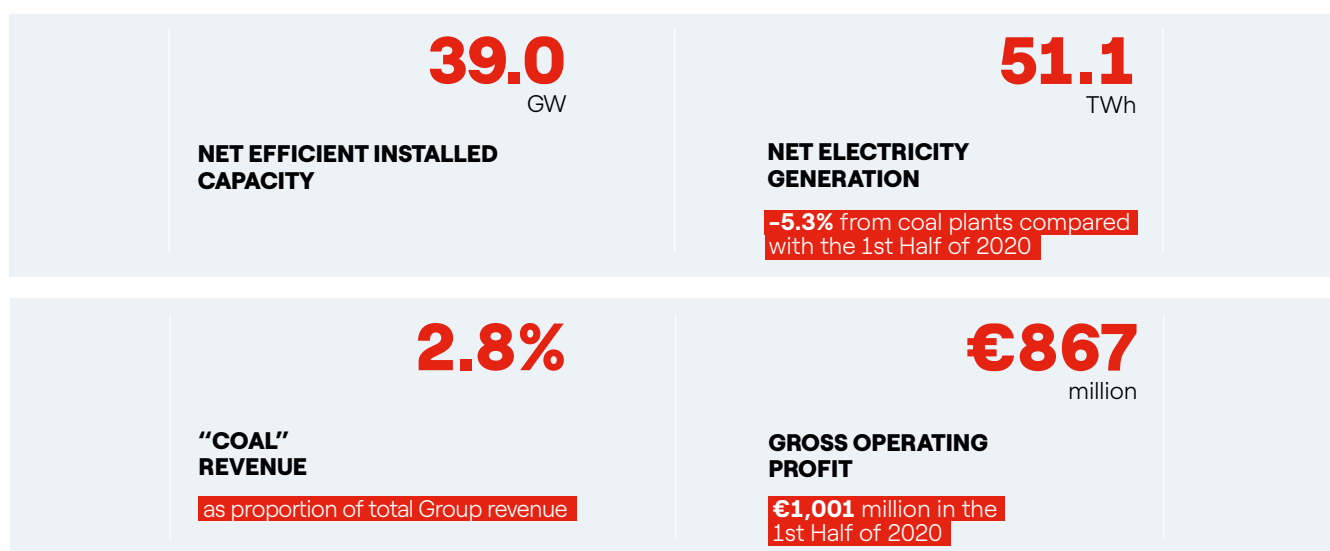 39.0
GW
NET EFFICIENT INSTALLED
CAPACITY
51.1
TWh
NET ELECTRICITY
GENERATION
-5.3% from coal plants compared
with the 1st Half of 2020
2.8%
“COAL”
REVENUE
as proportion of total Group revenue
€867
million
GROSS OPERATING
PROFIT
€1,001 million in the
1st Half of 2020